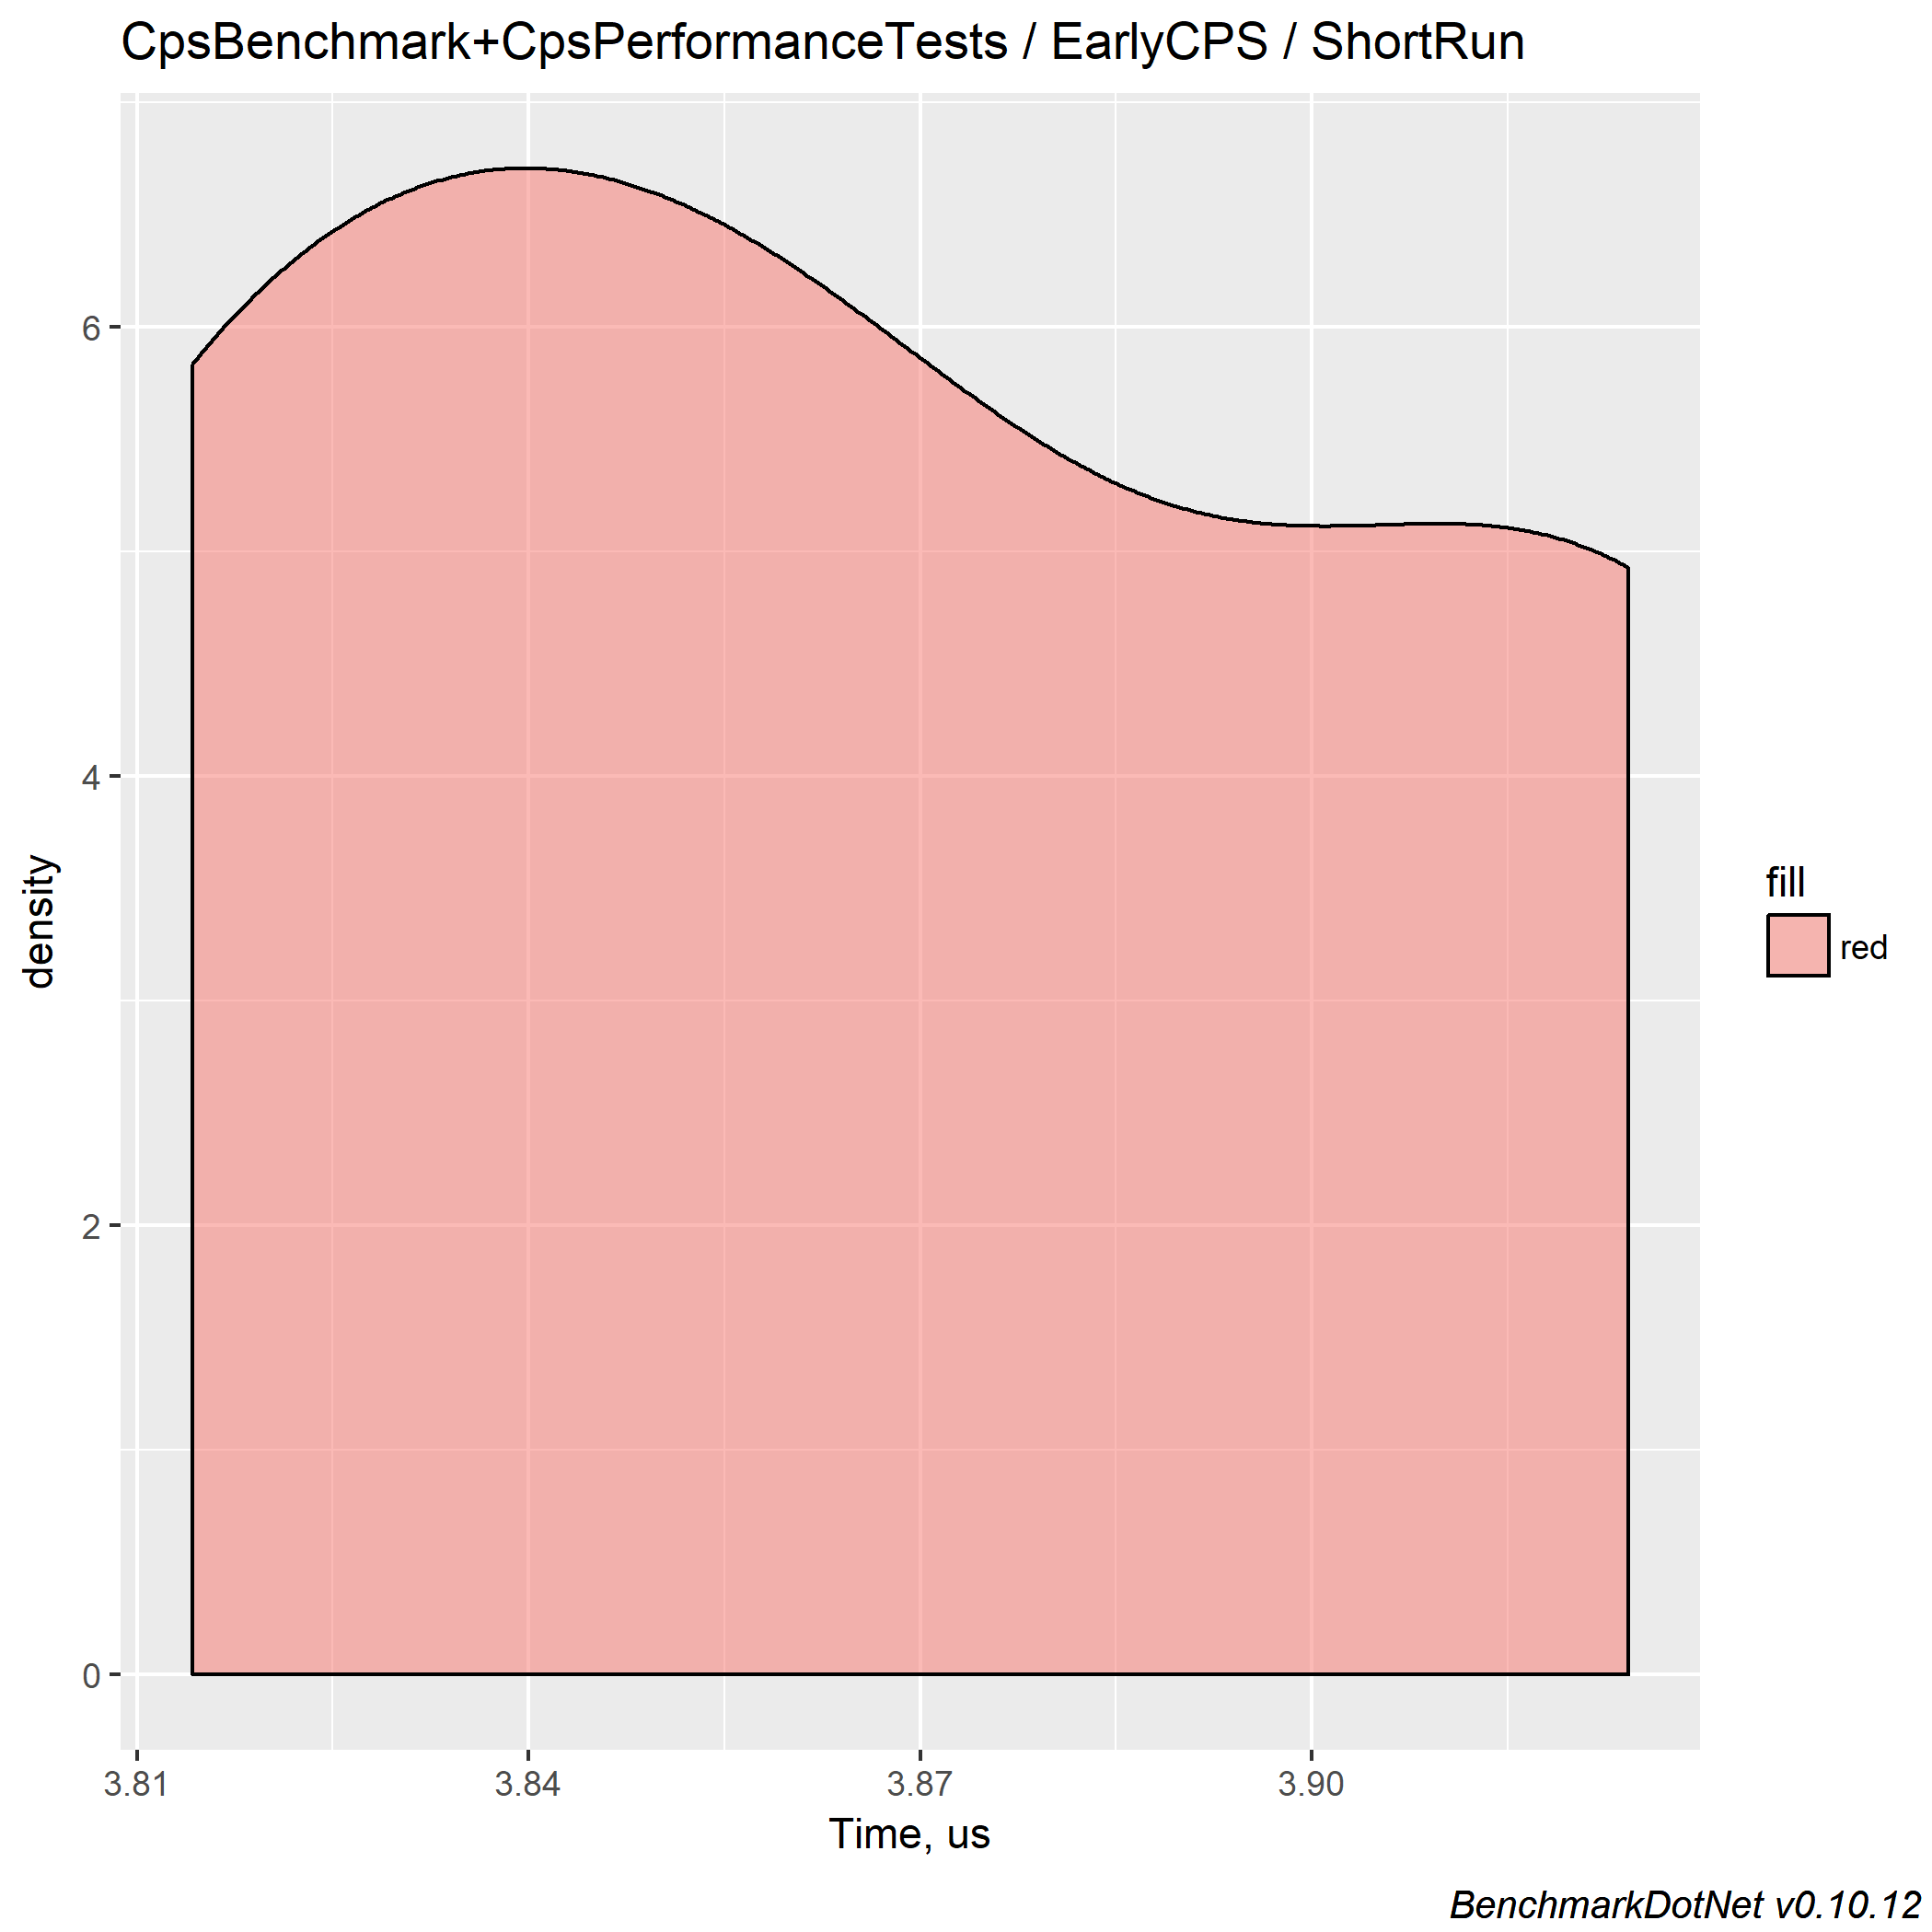 CpsBenchmark+CpsPerformanceTests / EarlyCPS / ShortRun
6
4
2
0
density
3.81
3.84
3.87
3.90
Time, us
fill
red
BenchmarkDotNet v0.10.12